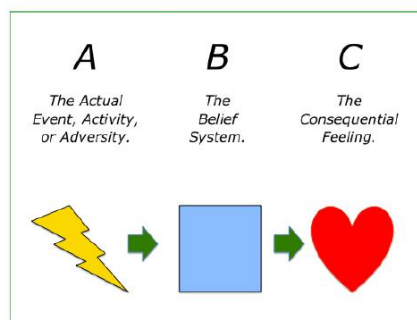 A
B
C
The Actual
Event, Activity,
or Adversity.
The
Belief
System.
The
Consequential
Feeling.